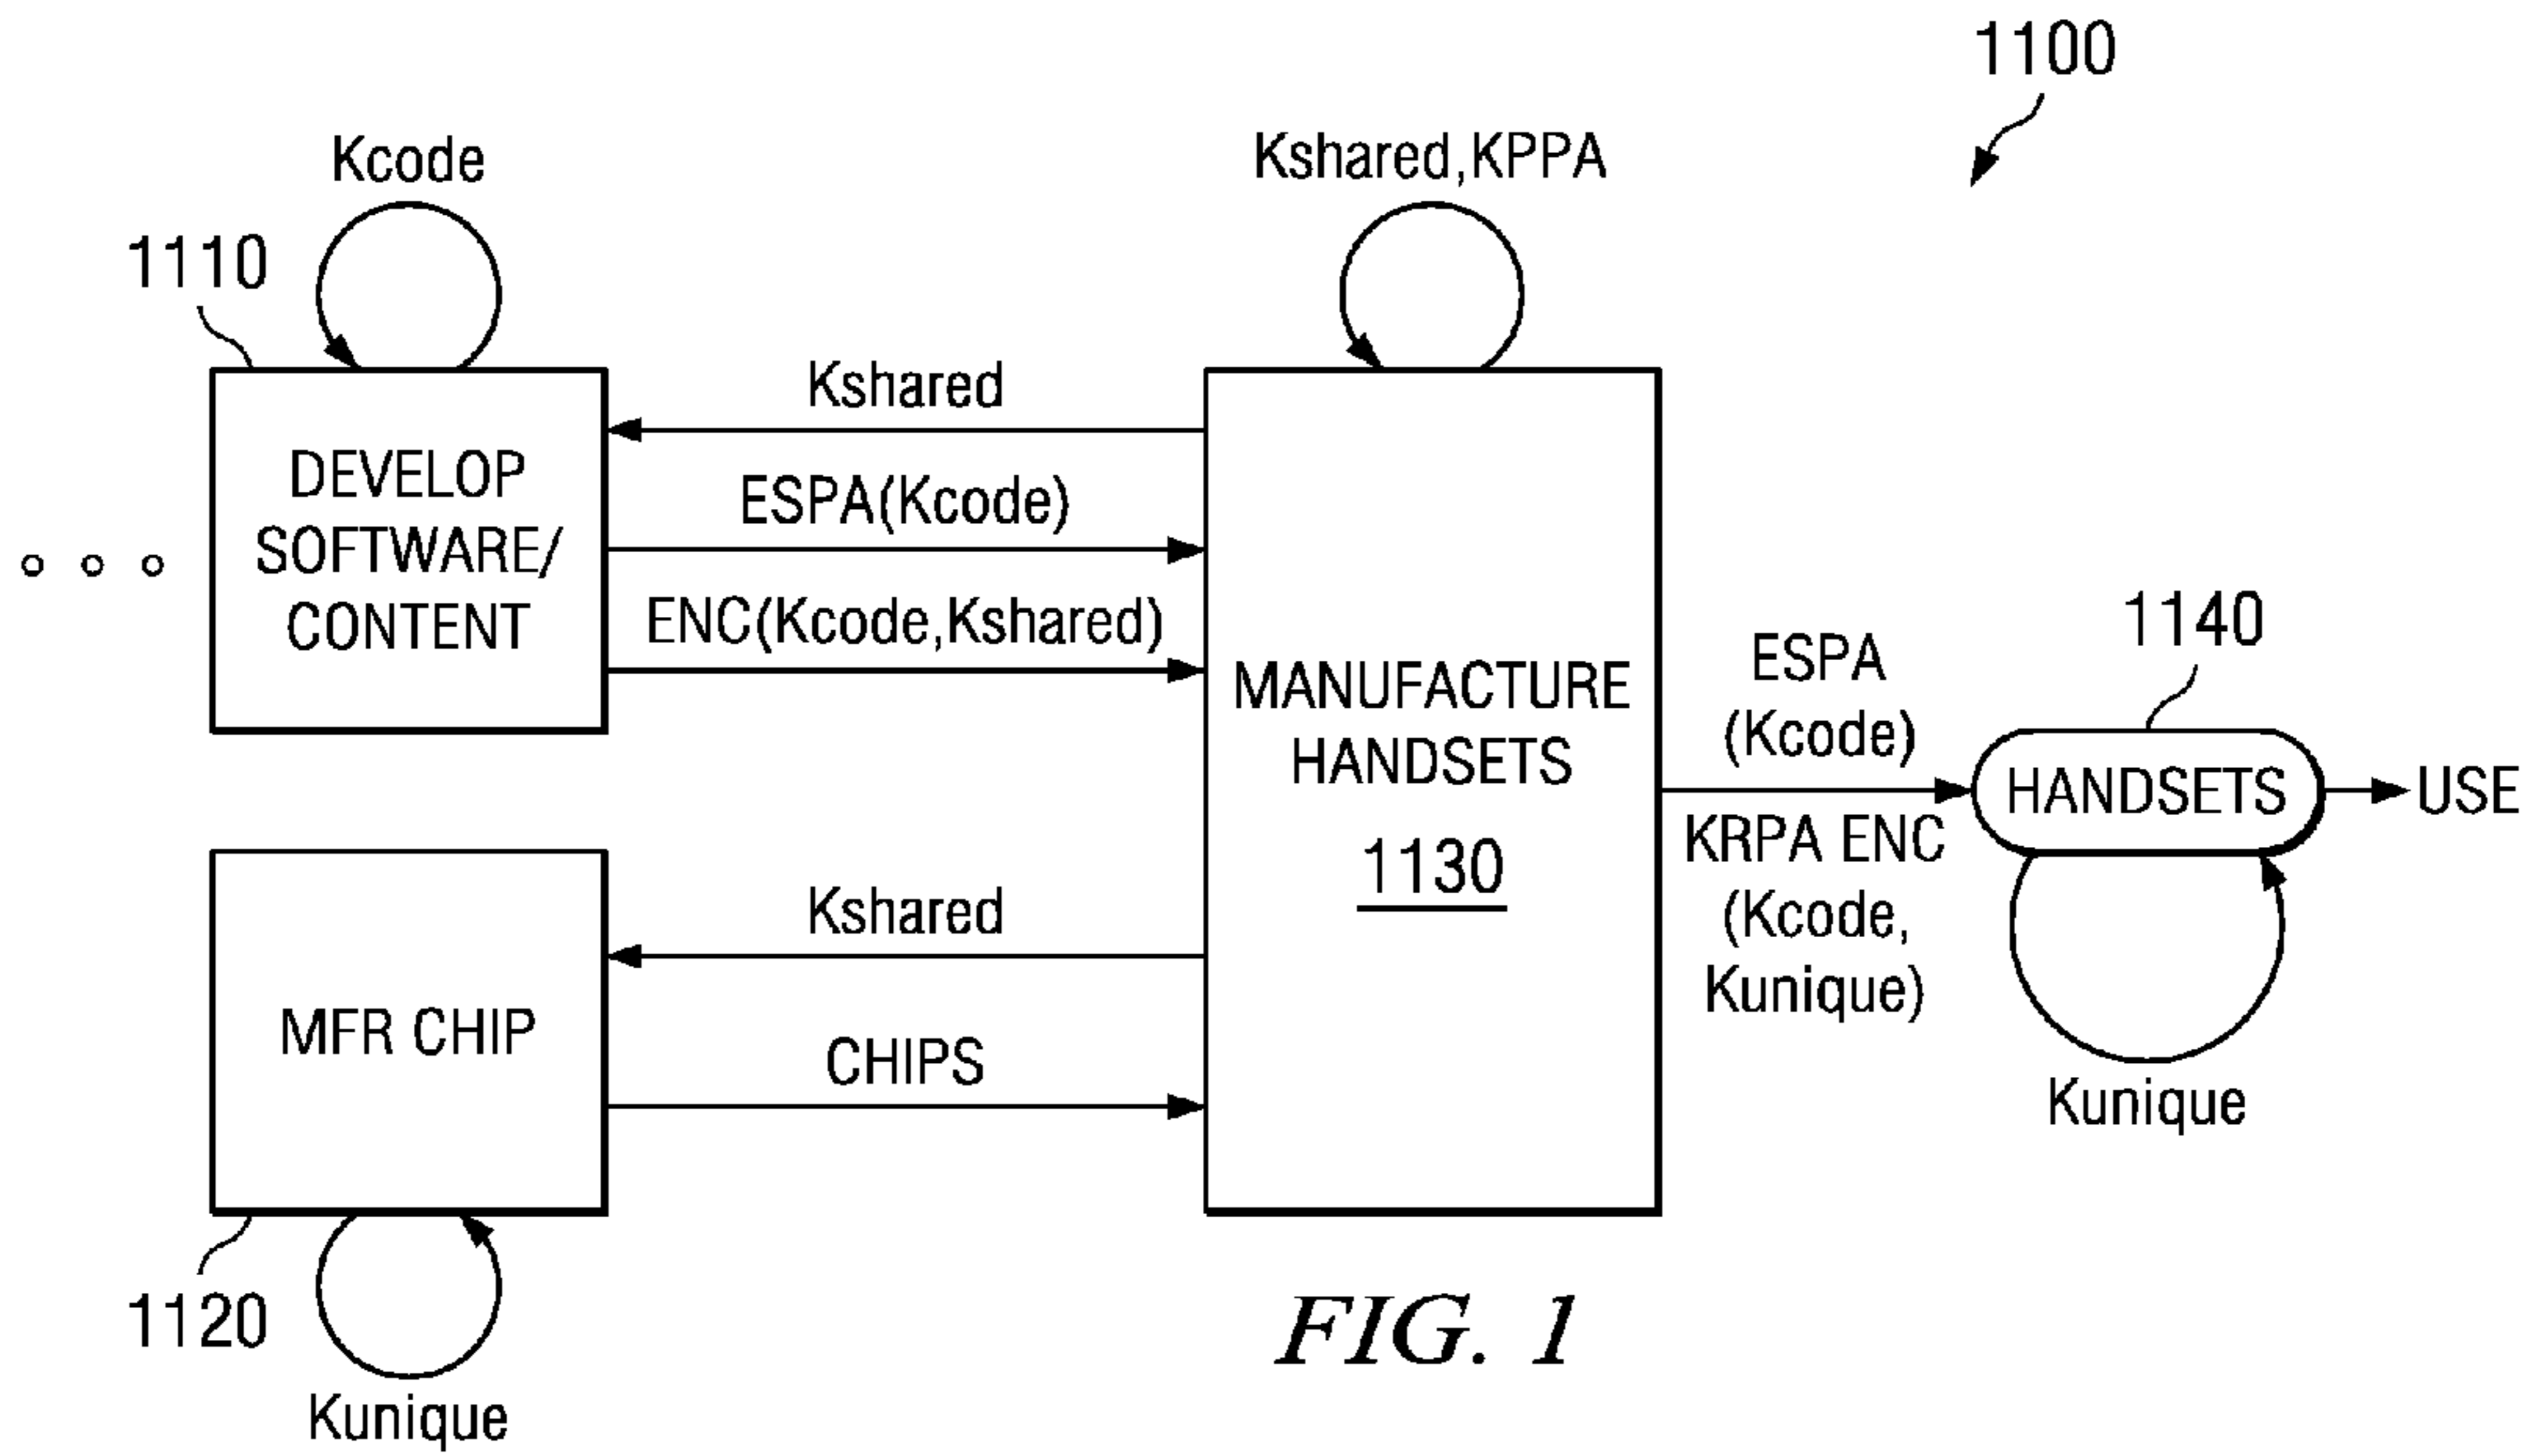 1100
Kcode
Kshared,KPPA
1110
Kshared
DEVELOP
SOFTWARE/
CONTENT
ESPA(Kcode)
ENC(Kcode,Kshared)
MANUFACTURE
HANDSETS
1130
ESPA
(Kcode)
KRPA ENC
(Kcode,
Kunique)
1140
HANDSETS
USE
Kunique
Kshared
MFR CHIP
CHIPS
1120
Kunique
FIG. 1